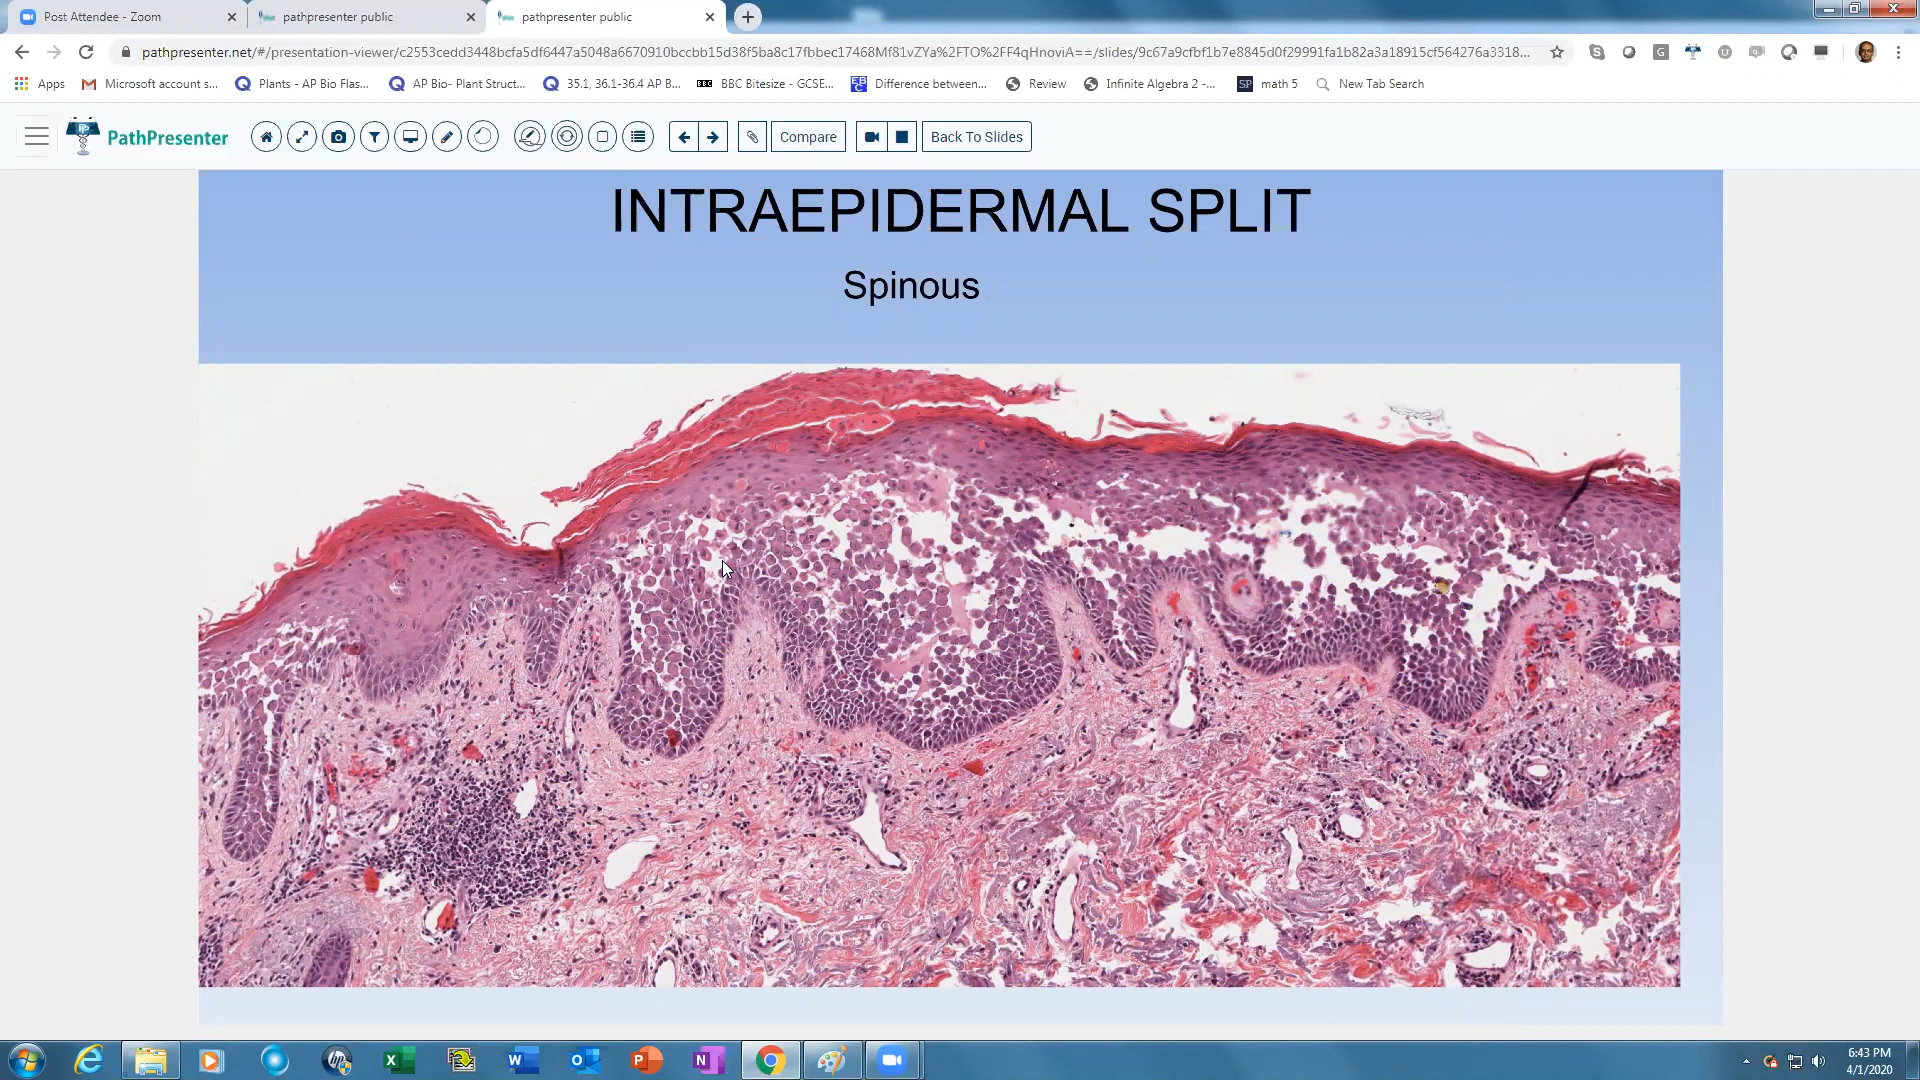 Post Attendee - Zoom
pathpresenter public
pathpresenter public
pathpresenter.net/#/presentation-viewer/c2553cedd3448bcfa5df6447a5048a6670910bccbb15d38f5ba8c17fbbec17468Mf81vZYa%2FTO%2FF4qHnoviA==/slides/9c67a9cfbf1b7e8845d0f29991fa1b82a3a18915cf564276a3318...
Apps
Microsoft account s...
Plants - AP Bio Flas...
AP Bio- Plant Struct...
35.1, 36.1-36.4 AP B...
BBC Bitesize - GCSE...
Difference between...
Review
Infinite Algebra 2 -...
math 5
New Tab Search
PathPresenter
Compare
Back To Slides
INTRAEPIDERMAL SPLIT
Spinous
6:43 PM
4/1/2020